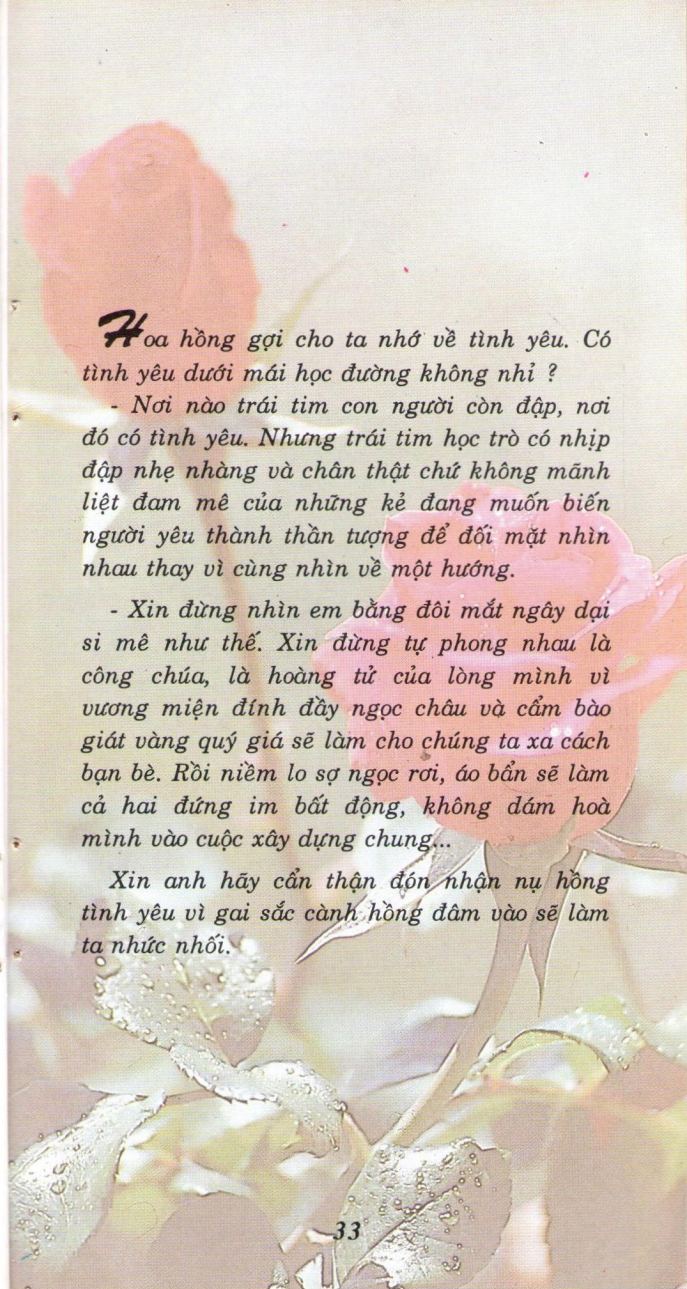 Hoa hồng gợi cho ta nhớ về tình yêu. Có
tình yêu dưới mái học đường không nhỉ ?
- Nơi nào trái tim con người còn đập, nơi
đó có tình yêu. Nhưng trái tim học trò có nhịp
đập nhẹ nhàng và chân thật chứ không mãnh
liệt đam mê của những kẻ đang muốn biến
người yêu thành thần tượng để đối mặt nhìn
nhau thay vì cùng nhìn về một hướng.
- Xin đừng nhìn em bằng đôi mắt ngây dại
si mê như thế. Xin đừng tự phong nhau là
công chúa, là hoàng tử của lòng mình vì
vương miện đính đầy ngọc châu và cẩm bào
giát vàng quý giá sẽ làm cho chúng ta xa cách
bạn bè. Rồi niềm lo sợ ngọc rơi, áo bẩn sẽ làm
cả hai đứng im bất động, không dám hoà
mình vào cuộc xây dựng chung...
Xin anh hãy cẩn thận đón nhận nụ hồng
tình yêu vì gai sắc cành hồng đâm vào sẽ làm
ta nhức nhối.
33